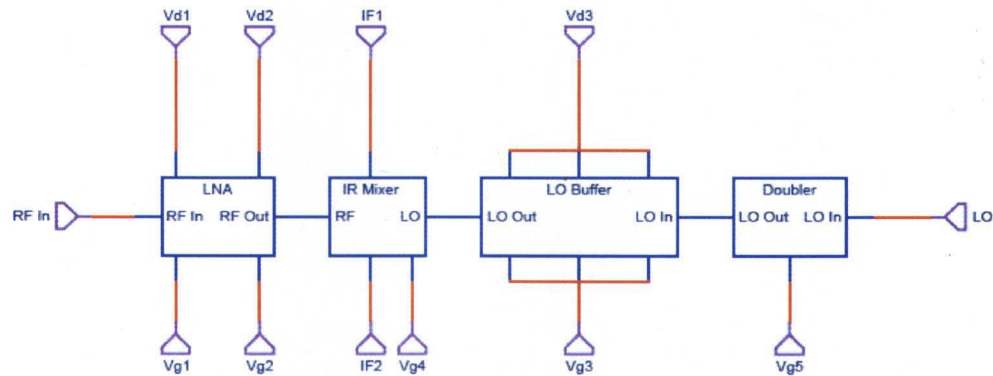 Vd1 Vd2 IF1 Vd3
LNA IR Mixer LO Buffer Doubler
RF In RF In RF Out RF LO LO Out LO In LO Out LO In LO
Vg1 Vg2 IF2 Vg4 Vg3 Vg5